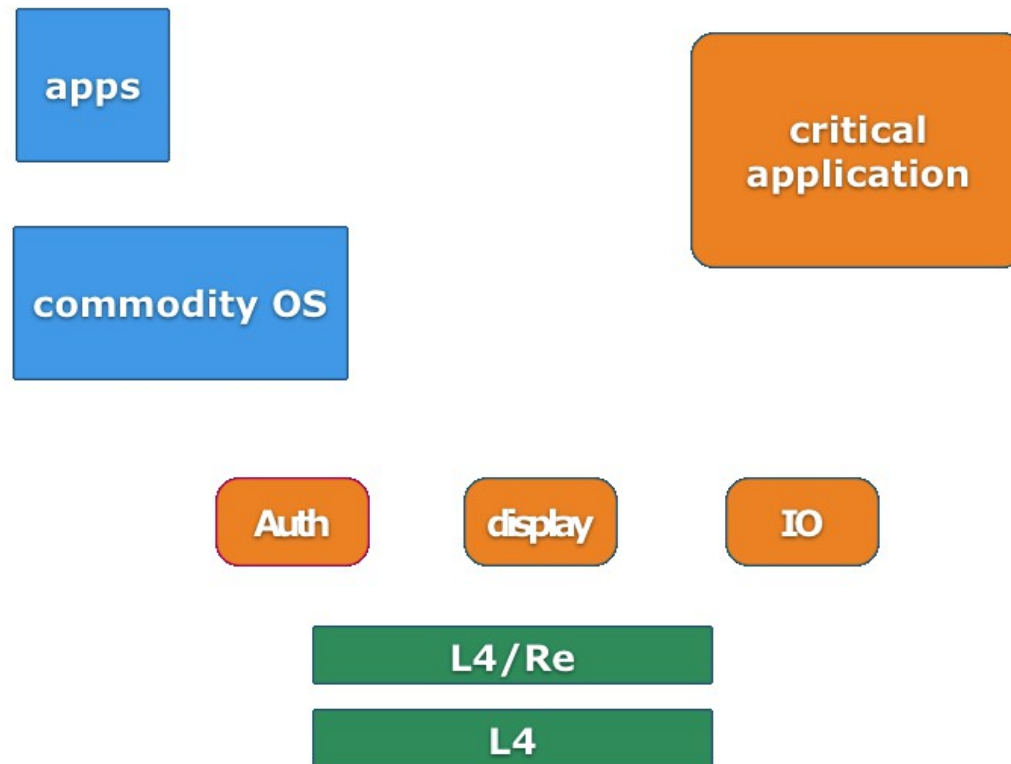 apps
critical
application
commodity OS
Auth
display
IO
L4/Re
L4